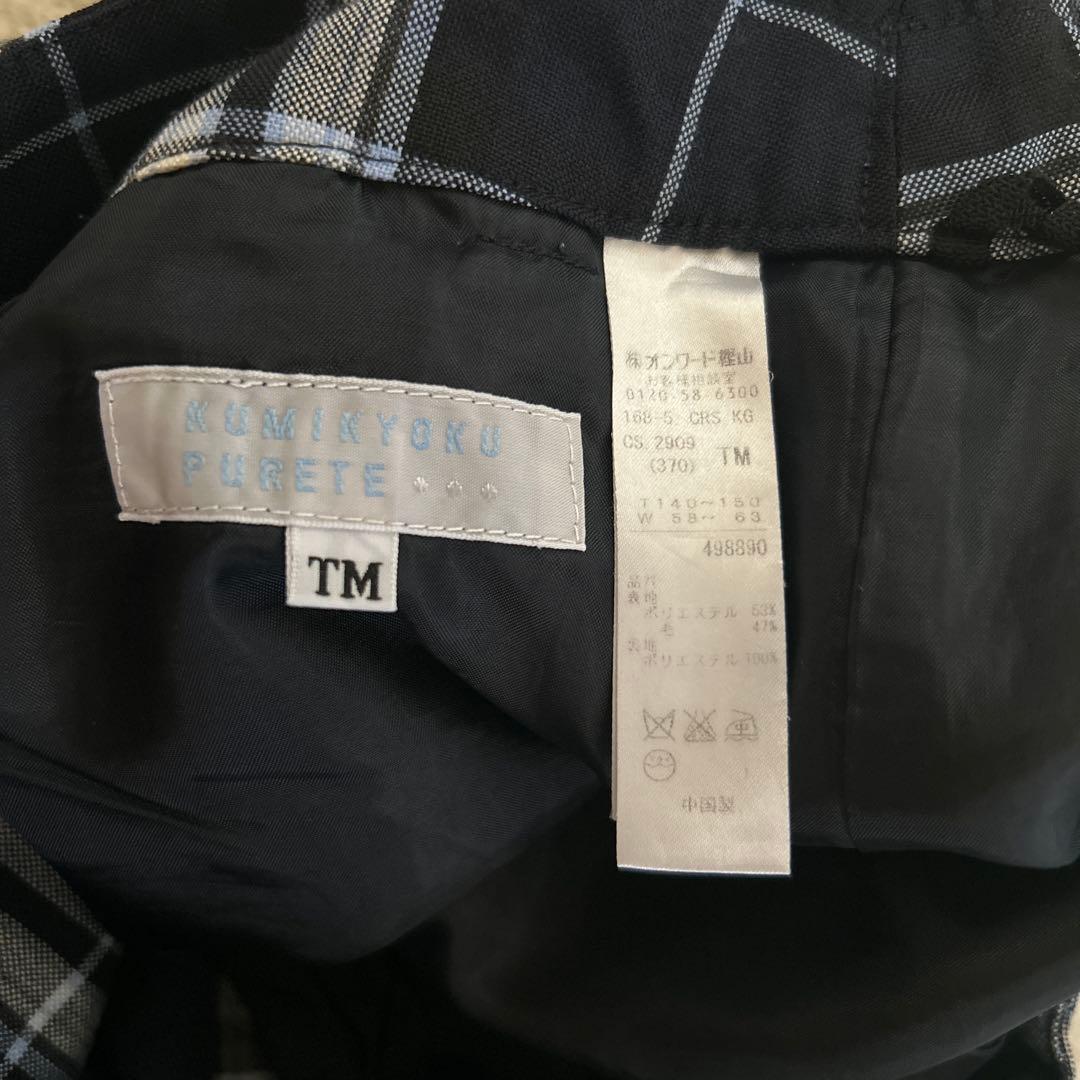 KUMIKYOKU
PURETE ***
TM
㈱オンワード樫山
お客様相談室
0120-58-6300
168-5 CRS KG
CS.2909
(370) TM
T140～150
W 58～ 63
498890
品質
表地
ポリエステル 53%
毛 47%
裏地
ポリエステル 100%
中
中国製